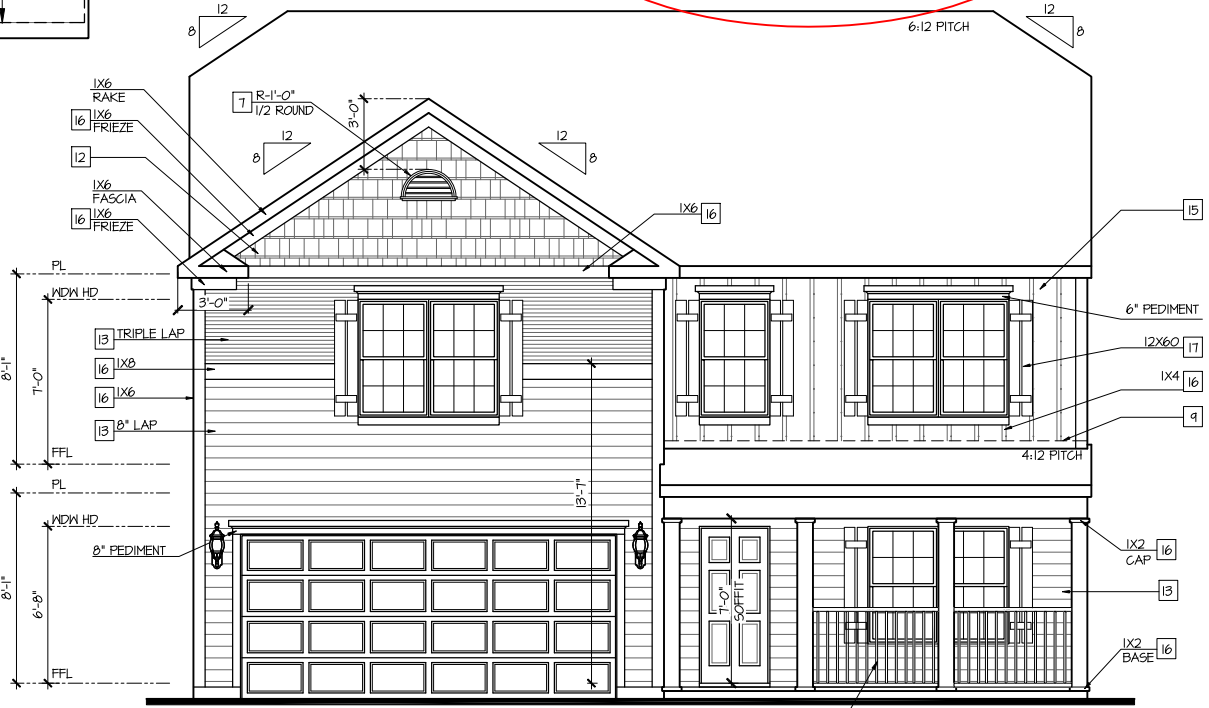 12
8
6:12 PITCH
12
8
1X6
RAKE
16 1X6
FRIEZE
12
1X6
FASCIA
16 1X6
FRIEZE
7 R-1'-0"
1/2 ROUND
3'-0"
12
8
12
8
1X6 16
15
PL
WDW HD
3'-0"
6" PEDIMENT
13 TRIPLE LAP
12X60 17
16 1X8
1X4 16
16 1X6
9
13 8" LAP
8'-1"
7'-0"
FFL
4:12 PITCH
PL
13'-7"
WDW HD
8" PEDIMENT
1X2 16
CAP
8'-1"
6'-8"
7'-0"
SOFFIT
13
1X2 16
BASE
FFL